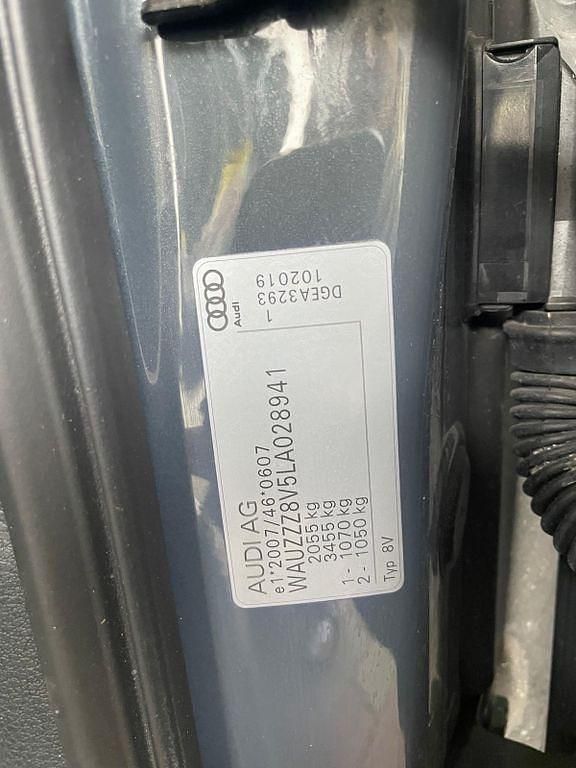 AUDI AG
e1*2007/46*0607
WAUZZZ8V5LA028941
2055 kg
3455 kg
1 - 1070 kg
2 - 1050 kg
Typ 8V
Audi
1
DGEA3293
102019